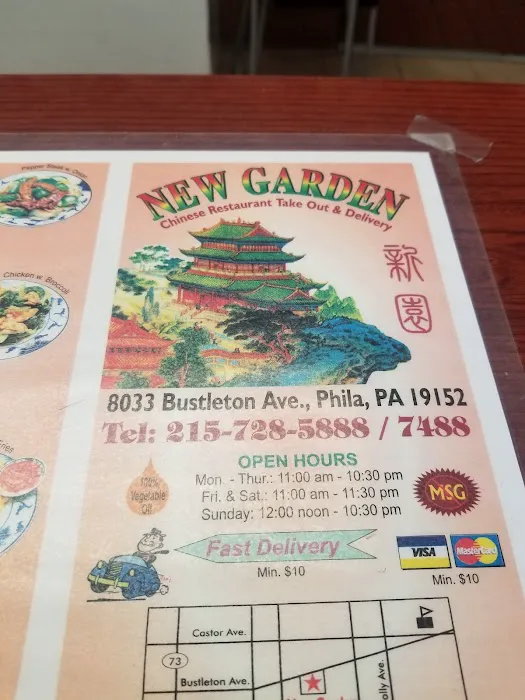 Pepper Steak w. Onion
Chicken w. Broccoli
Fries
NEW GARDEN
Chinese Restaurant Take Out & Delivery
新
園
8033 Bustleton Ave., Phila, PA 19152
Tel: 215-728-5888 / 7488
OPEN HOURS
Mon. - Thur.: 11:00 am - 10:30 pm
Fri. & Sat.: 11:00 am - 11:30 pm
Sunday: 12:00 noon - 10:30 pm
100%
Vegetable
Oil
MSG
Fast Delivery
Min. $10
VISA
MasterCard
Min. $10
Castor Ave.
73
Bustleton Ave.
olly Ave.